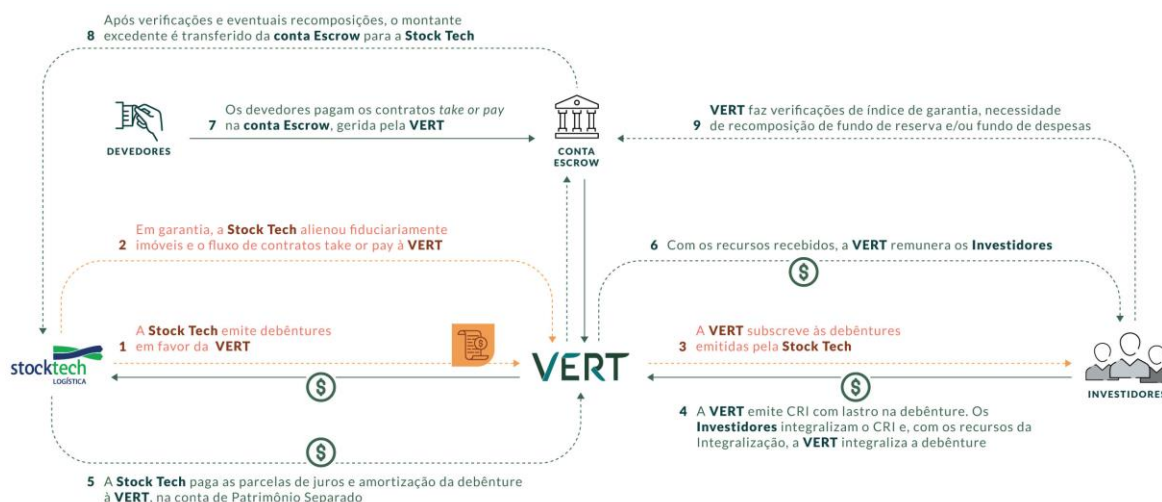 Após verificações e eventuais recomposições, o montante
8 excedente é transferido da conta Escrow para a Stock Tech
Os devedores pagam os contratos take or pay
7 na conta Escrow, gerida pela VERT
DEVEDORES
CONTA
ESCROW
VERT faz verificações de índice de garantia, necessidade
9 de recomposição de fundo de reserva e/ou fundo de despesas
Em garantia, a Stock Tech alienou fiduciariamente
2 imóveis e o fluxo de contratos take or pay à VERT
6 Com os recursos recebidos, a VERT remunera os Investidores
$
A Stock Tech emite debêntures
1 em favor da VERT
$
A VERT subscreve às debêntures
3 emitidas pela Stock Tech
stocktech
LOGÍSTICA
VERT
INVESTIDORES
$
$
4 A VERT emite CRI com lastro na debênture. Os
Investidores integralizam o CRI e, com os recursos da
Integralização, a VERT integraliza a debênture
$
5 A Stock Tech paga as parcelas de juros e amortização da debênture
à VERT, na conta de Patrimônio Separado